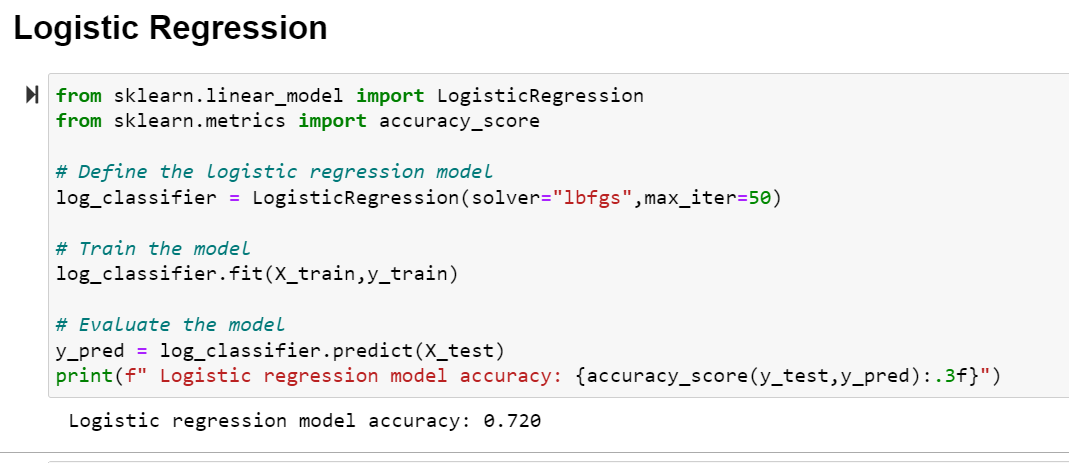 Logistic Regression
from sklearn.linear_model import LogisticRegression
from sklearn.metrics import accuracy_score
# Define the logistic regression model
log_classifier = LogisticRegression(solver="lbfgs",max_iter=50)
# Train the model
log_classifier.fit(X_train,y_train)
# Evaluate the model
y_pred = log_classifier.predict(X_test)
print(f" Logistic regression model accuracy: {accuracy_score(y_test,y_pred):.3f}")
Logistic regression model accuracy: 0.720